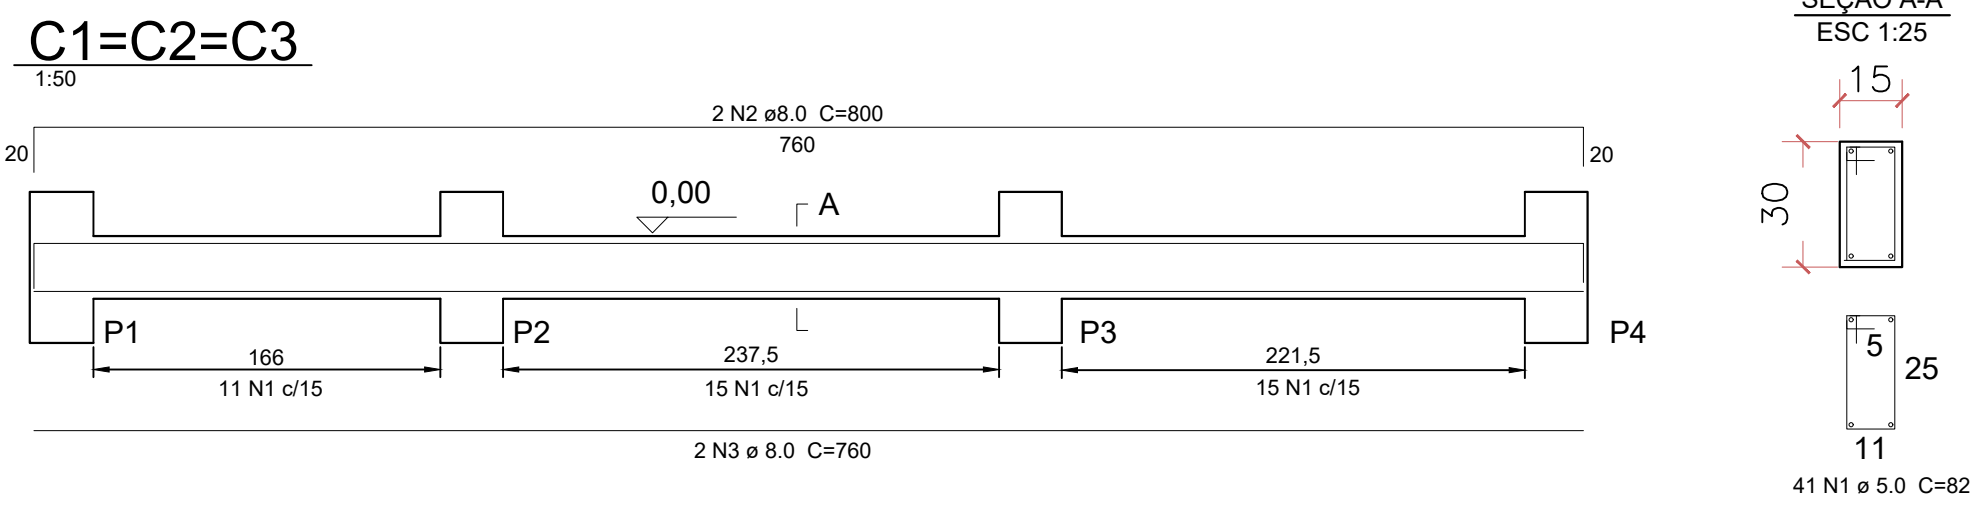 C1=C2=C3
1:50
2 N2 ø8.0 C=800
760
20
20
0,00
A
P1
P2
P3
P4
166
237,5
221,5
11 N1 c/15
15 N1 c/15
15 N1 c/15
2 N3 ø 8.0 C=760
SEÇÃO A-A
ESC 1:25
15
30
5
25
11
41 N1 ø 5.0 C=82